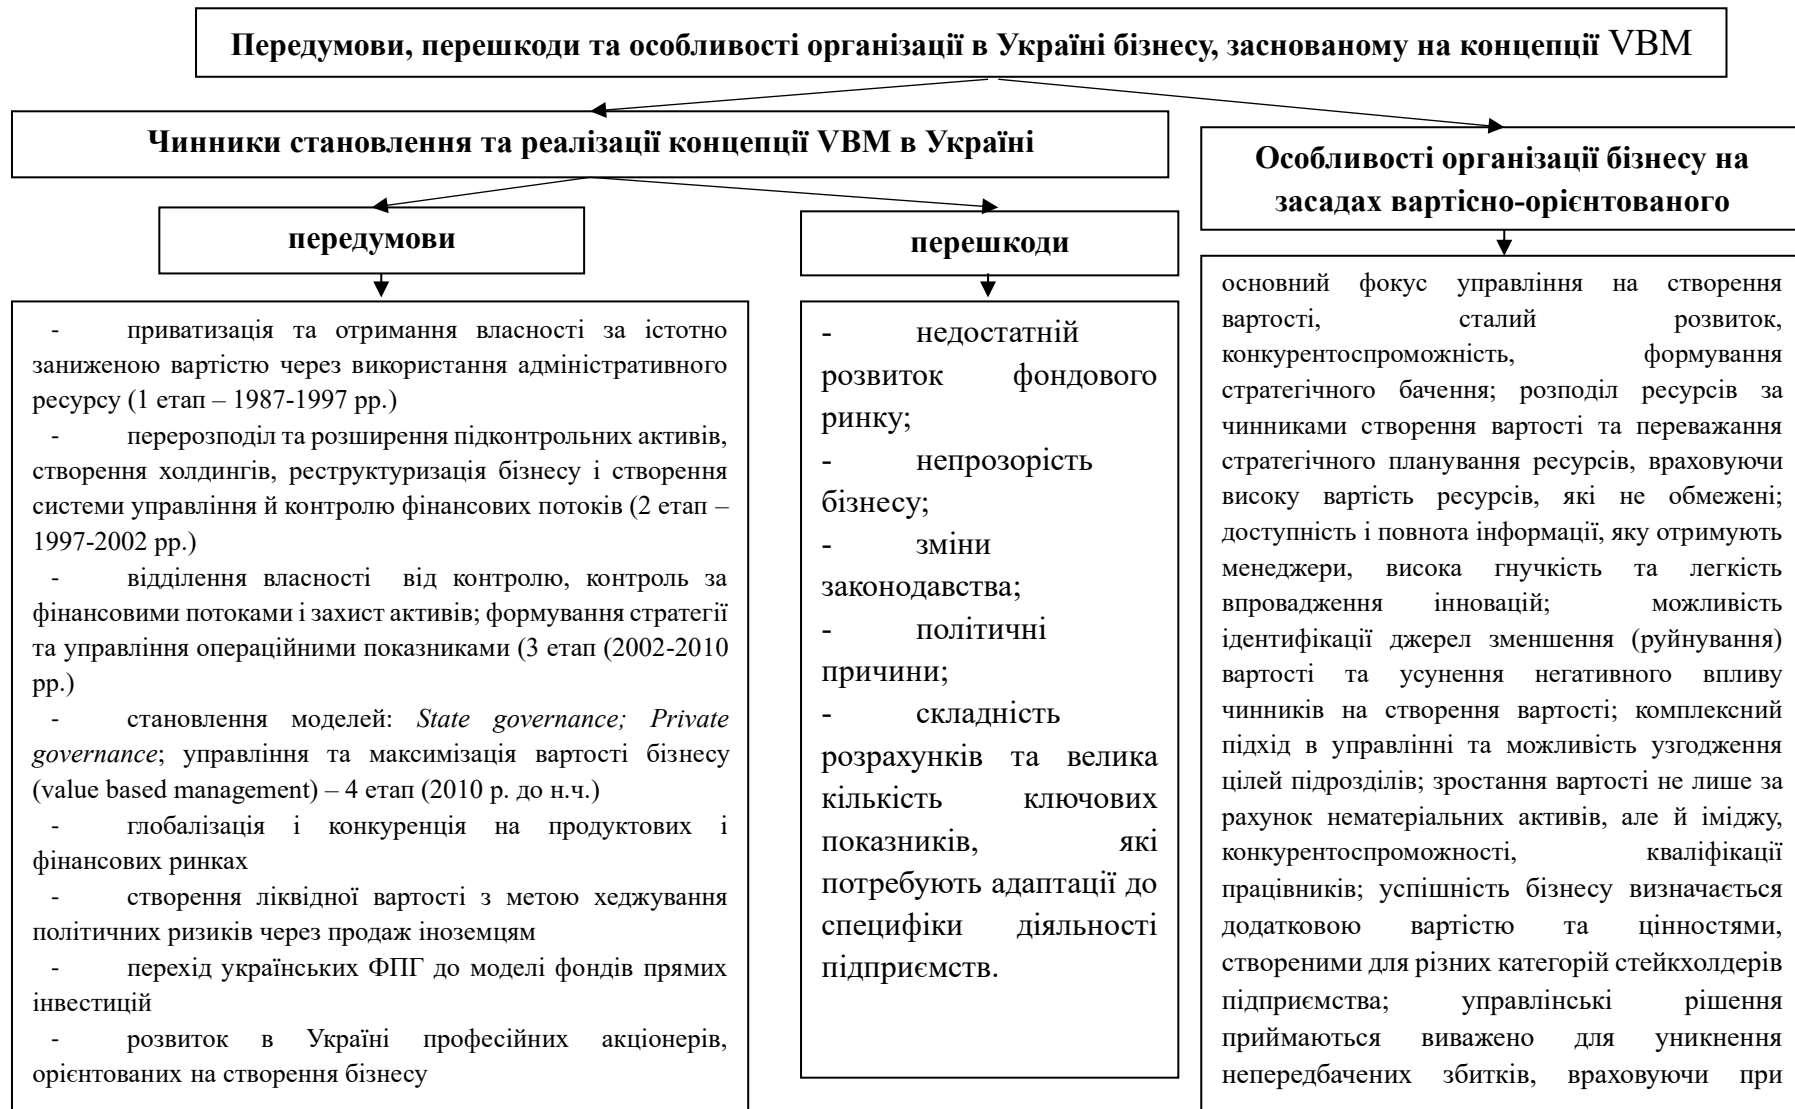 Передумови, перешкоди та особливості організації в Україні бізнесу, заснованому на концепції VBM
Чинники становлення та реалізації концепції VBM в Україні
Особливості організації бізнесу на
засадах вартісно-орієнтованого
передумови
перешкоди
- приватизація та отримання власності за істотно
заниженою вартістю через використання адміністративного
ресурсу (1 етап – 1987-1997 рр.)
- перерозподіл та розширення підконтрольних активів,
створення холдингів, реструктуризація бізнесу і створення
системи управління й контролю фінансових потоків (2 етап –
1997-2002 рр.)
- відділення власності від контролю, контроль за
фінансовими потоками і захист активів; формування стратегії
та управління операційними показниками (3 етап (2002-2010
рр.)
- становлення моделей: State governance; Private
governance; управління та максимізація вартості бізнесу
(value based management) – 4 етап (2010 р. до н.ч.)
- глобалізація і конкуренція на продуктових і
фінансових ринках
- створення ліквідної вартості з метою хеджування
політичних ризиків через продаж іноземцям
- перехід українських ФПГ до моделі фондів прямих
інвестицій
- розвиток в Україні професійних акціонерів,
орієнтованих на створення бізнесу
- недостатній
розвиток фондового
ринку;
- непрозорість
бізнесу;
- зміни
законодавства;
- політичні
причини;
- складність
розрахунків та велика
кількість ключових
показників, які
потребують адаптації до
специфіки діяльності
підприємств.
основний фокус управління на створення
вартості, сталий розвиток,
конкурентоспроможність, формування
стратегічного бачення; розподіл ресурсів за
чинниками створення вартості та переважання
стратегічного планування ресурсів, враховуючи
високу вартість ресурсів, які не обмежені;
доступність і повнота інформації, яку отримують
менеджери, висока гнучкість та легкість
впровадження інновацій; можливість
ідентифікації джерел зменшення (руйнування)
вартості та усунення негативного впливу
чинників на створення вартості; комплексний
підхід в управлінні та можливість узгодження
цілей підрозділів; зростання вартості не лише за
рахунок нематеріальних активів, але й іміджу,
конкурентоспроможності, кваліфікації
працівників; успішність бізнесу визначається
додатковою вартістю та цінностями,
створеними для різних категорій стейкхолдерів
підприємства; управлінські рішення
приймаються виважено для уникнення
непередбачених збитків, враховуючи при